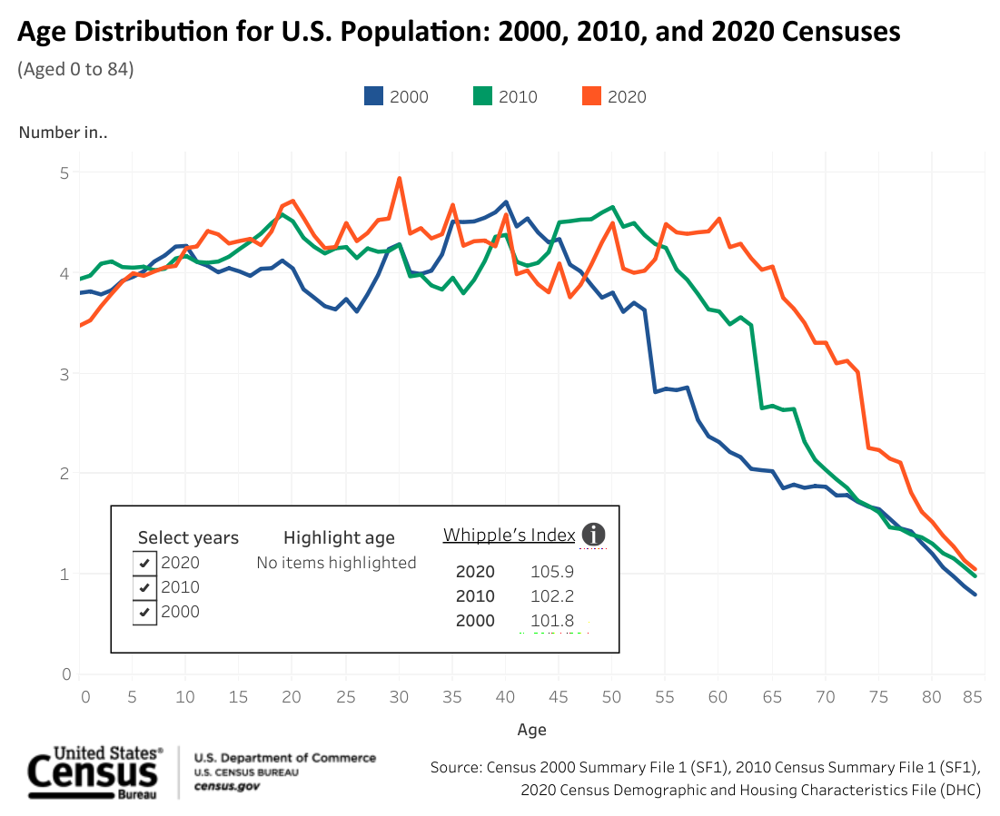 Age Distribution for U.S. Population: 2000, 2010, and 2020 Censuses
(Aged 0 to 84)
2000 2010 2020
Number in..
5
4
3
2
1
0
Select years Highlight age Whipple's Index i
2020 No items highlighted
2010
2000
2020 105.9
2010 102.2
2000 101.8
0 5 10 15 20 25 30 35 40 45 50 55 60 65 70 75 80 85
Age
United States®
Census
Bureau
U.S. Department of Commerce
U.S. CENSUS BUREAU
census.gov
Source: Census 2000 Summary File 1 (SF1), 2010 Census Summary File 1 (SF1),
2020 Census Demographic and Housing Characteristics File (DHC)